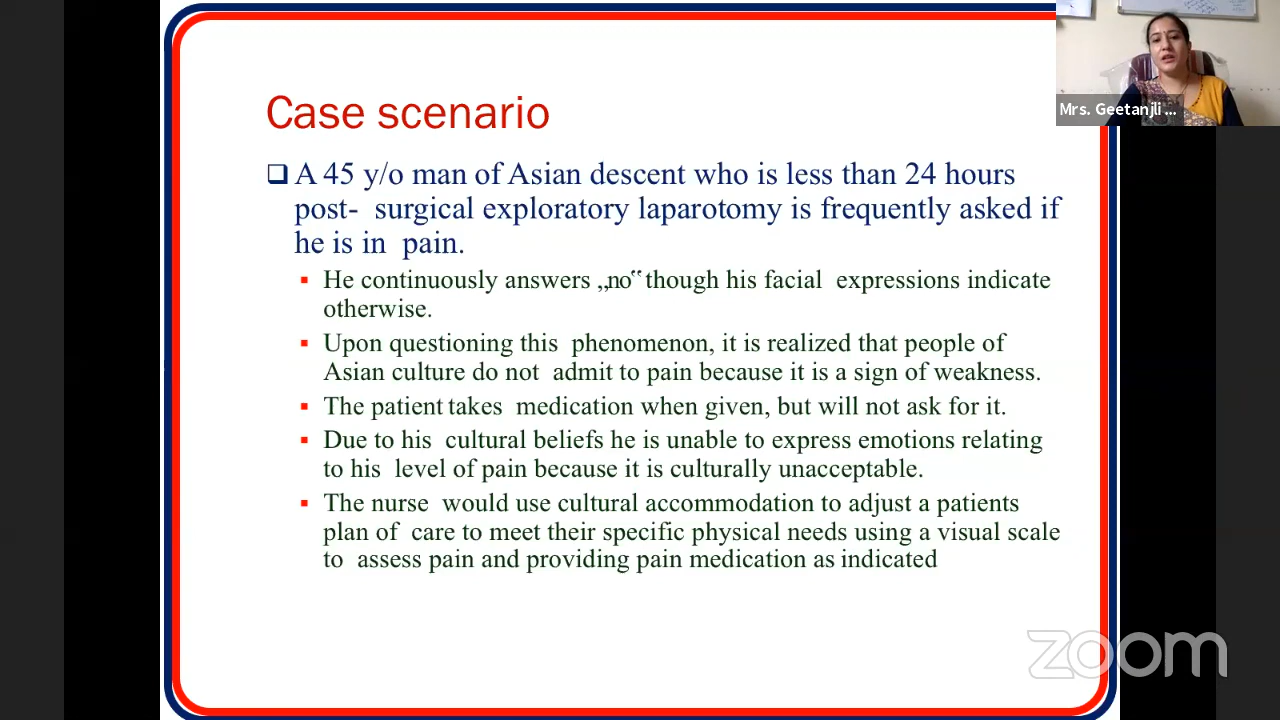 Case scenario
Mrs. Geetanjli ...
❑ A 45 y/o man of Asian descent who is less than 24 hours
post- surgical exploratory laparotomy is frequently asked if
he is in pain.
▪ He continuously answers „no‟ though his facial expressions indicate
otherwise.
▪ Upon questioning this phenomenon, it is realized that people of
Asian culture do not admit to pain because it is a sign of weakness.
▪ The patient takes medication when given, but will not ask for it.
▪ Due to his cultural beliefs he is unable to express emotions relating
to his level of pain because it is culturally unacceptable.
▪ The nurse would use cultural accommodation to adjust a patients
plan of care to meet their specific physical needs using a visual scale
to assess pain and providing pain medication as indicated
zoom